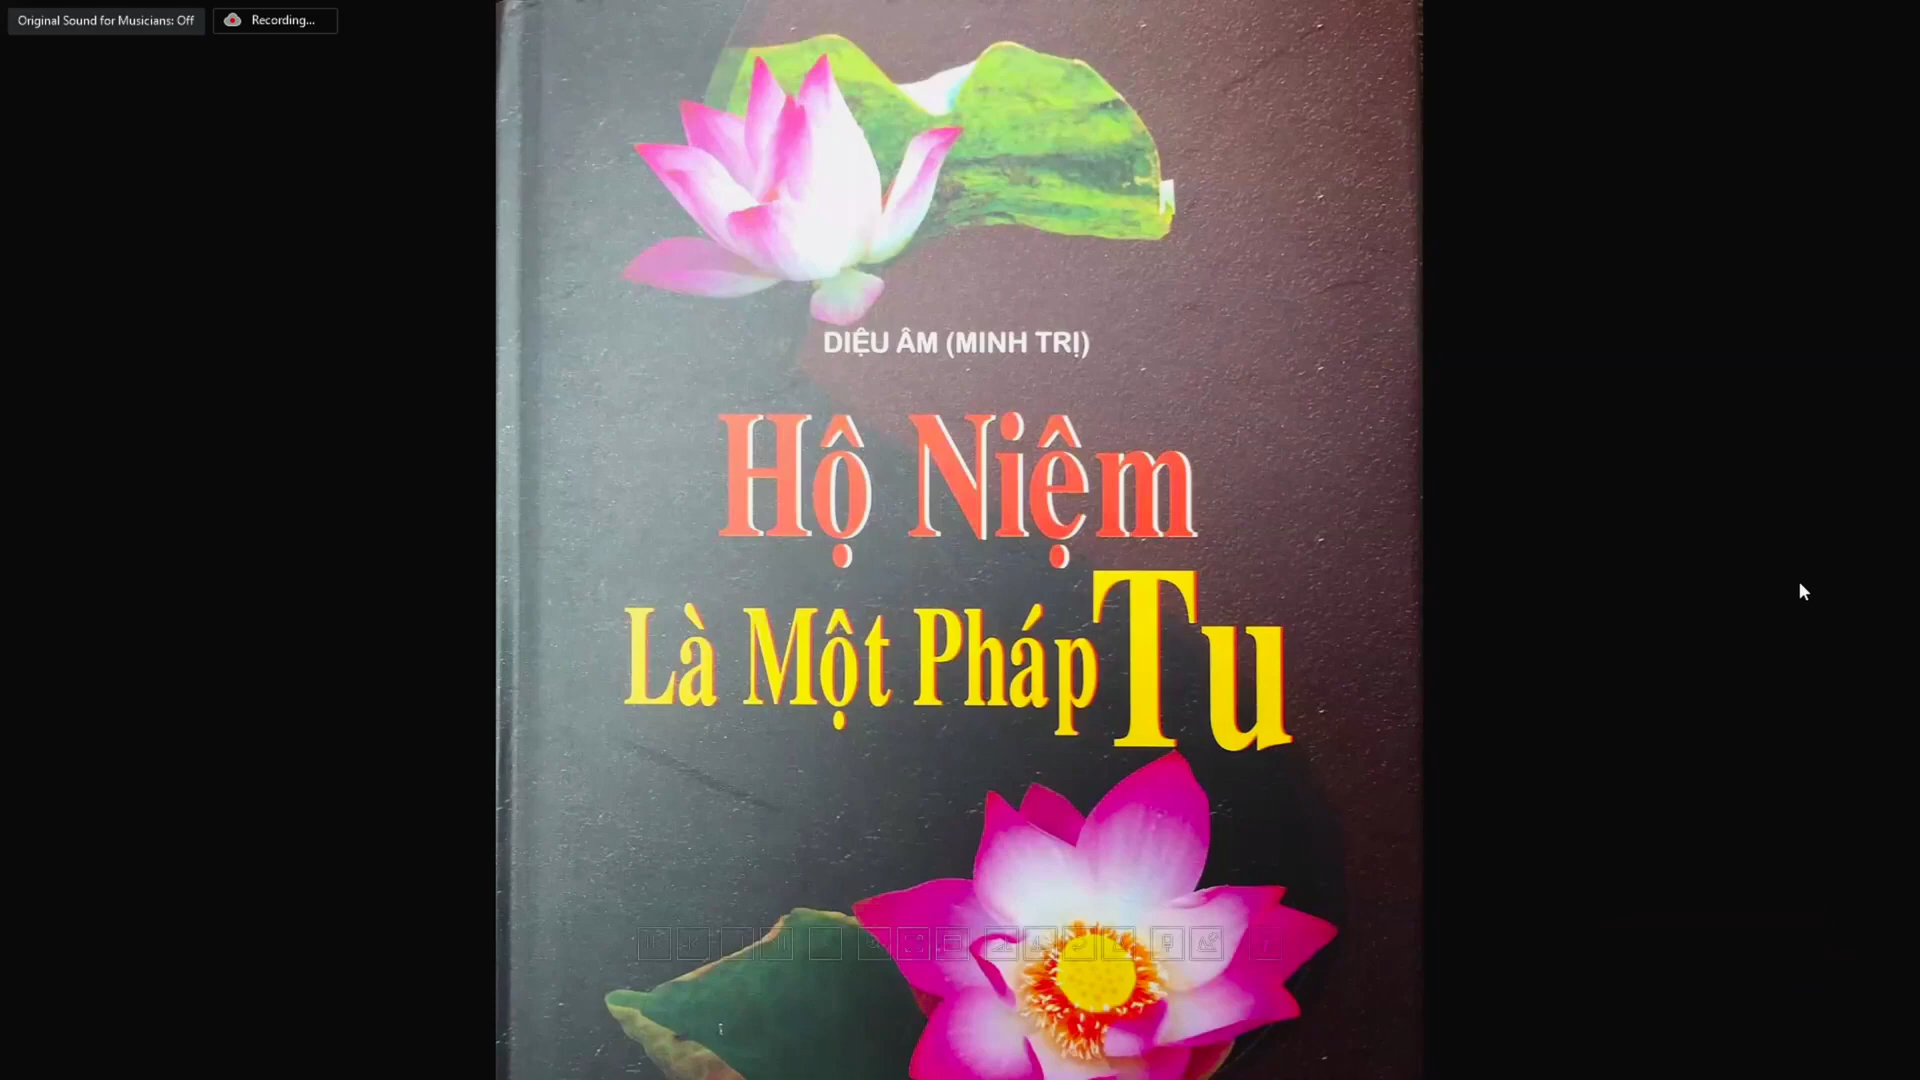 Original Sound for Musicians: Off
Recording...
DIỆU ÂM (MINH TRỊ)
Hộ Niệm
Là Một Pháp Tu